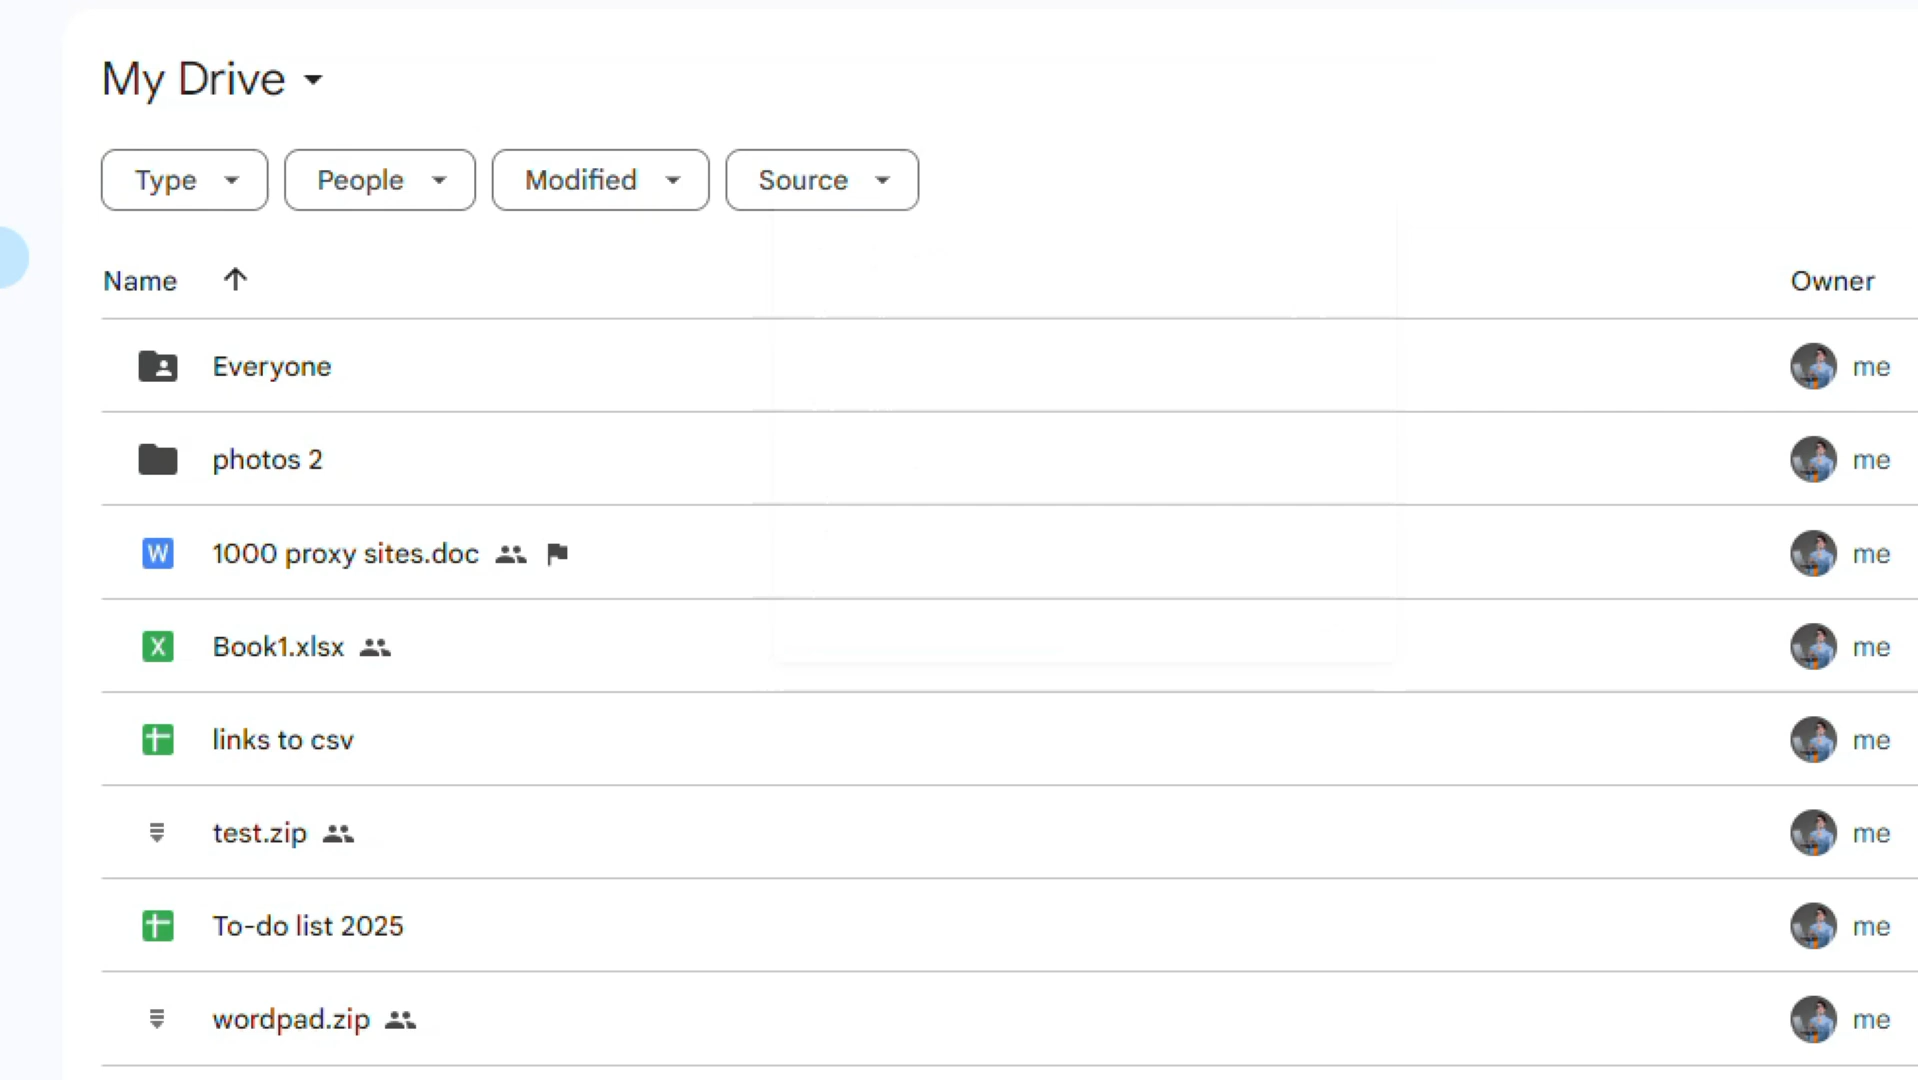 My Drive
Type People Modified Source
Name Owner
Everyone me
photos 2 me
W 1000 proxy sites.doc me
X Book1.xlsx me
links to csv me
test.zip me
To-do list 2025 me
wordpad.zip me